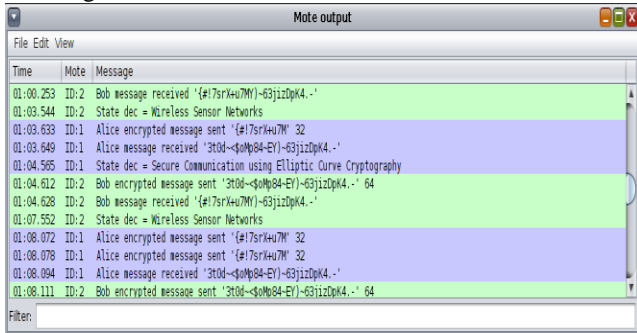 Mote output
File Edit View
Time Mote Message
01:00.253 ID:2 Bob message received '{#!7srX+u7MY)~63jizDpK4.-'
01:03.544 ID:2 State dec = Wireless Sensor Networks
01:03.633 ID:1 Alice encrypted message sent '{#!7srX+u7M' 32
01:03.649 ID:1 Alice message received '3t0d~<$oMp84~EY)~63jizDpK4.-'
01:04.565 ID:1 State dec = Secure Communication using Elliptic Curve Cryptography
01:04.612 ID:2 Bob encrypted message sent '3t0d~<$oMp84~EY)~63jizDpK4.-' 64
01:04.628 ID:2 Bob message received '{#!7srX+u7MY)~63jizDpK4.-'
01:07.552 ID:2 State dec = Wireless Sensor Networks
01:08.072 ID:1 Alice encrypted message sent '{#!7srX+u7M' 32
01:08.078 ID:1 Alice encrypted message sent '{#!7srX+u7M' 32
01:08.094 ID:1 Alice message received '3t0d~<$oMp84~EY)~63jizDpK4.-'
01:08.111 ID:2 Bob encrypted message sent '3t0d~<$oMp84~EY)~63jizDpK4.-' 64
Filter: